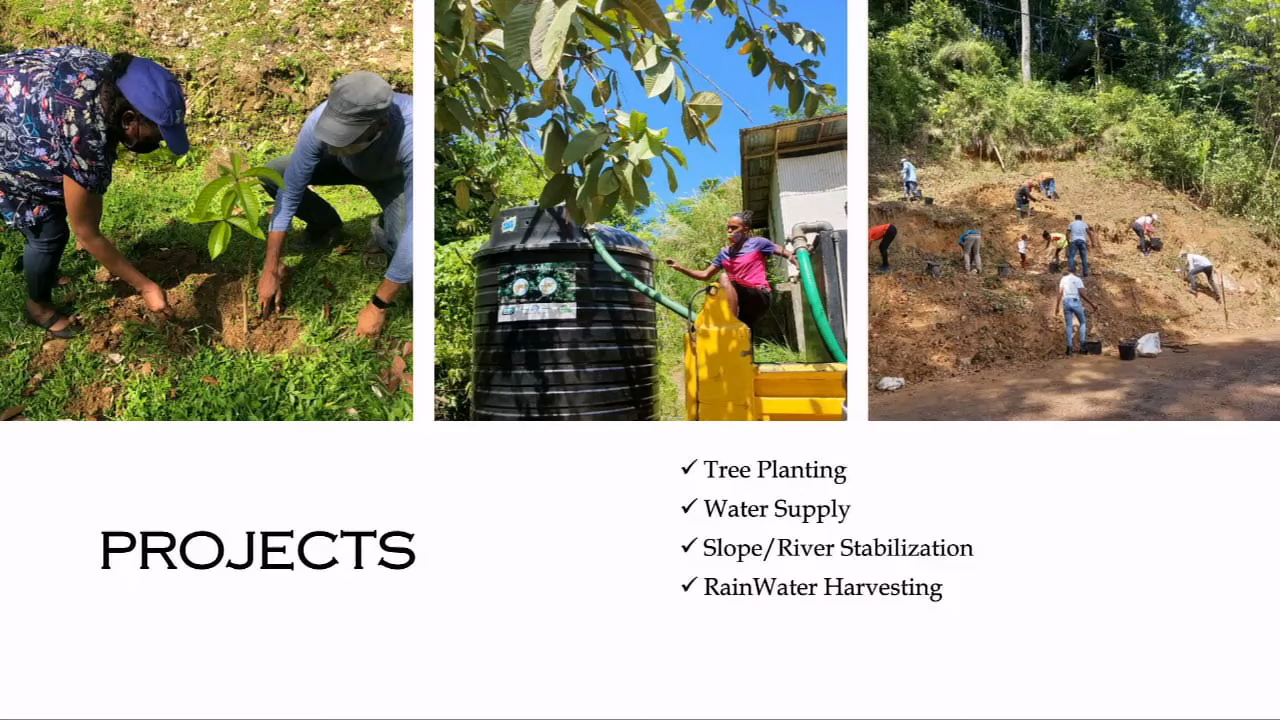 PROJECTS
✓ Tree Planting
✓ Water Supply
✓ Slope/River Stabilization
✓ RainWater Harvesting